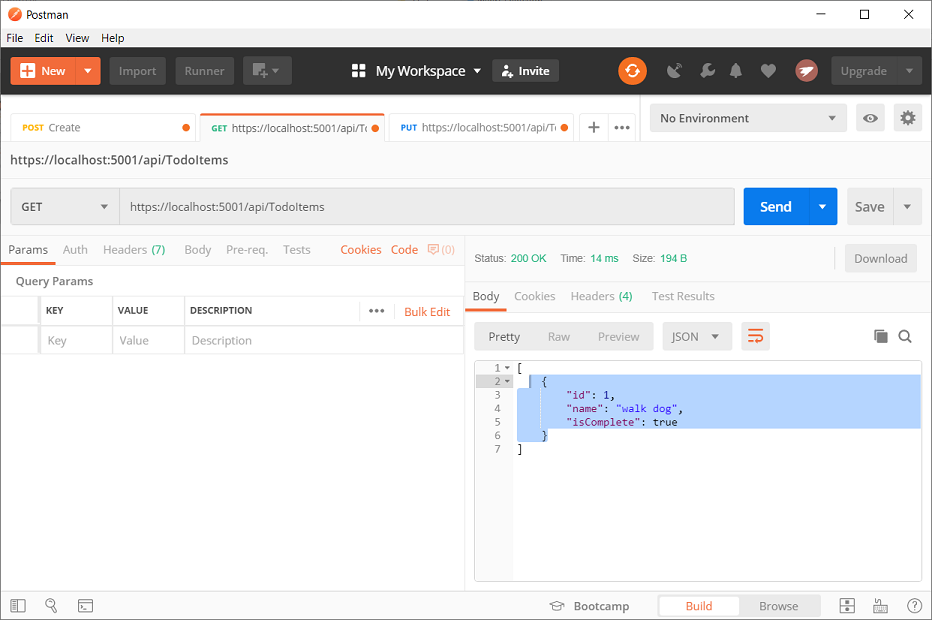 Postman
File Edit View Help
New Import Runner My Workspace Invite Upgrade
POST Create GET https://localhost:5001/api/T PUT https://localhost:5001/api/T No Environment
https://localhost:5001/api/TodoItems
GET https://localhost:5001/api/TodoItems Send Save
Params Auth Headers (7) Body Pre-req. Tests Cookies Code (0)
Status: 200 OK Time: 14 ms Size: 194 B Download
Query Params
KEY VALUE DESCRIPTION ••• Bulk Edit
Key Value Description
Body Cookies Headers (4) Test Results
Pretty Raw Preview JSON
1 [
2 {
3 "id": 1,
4 "name": "walk dog",
5 "isComplete": true
6 }
7 ]
Bootcamp Build Browse